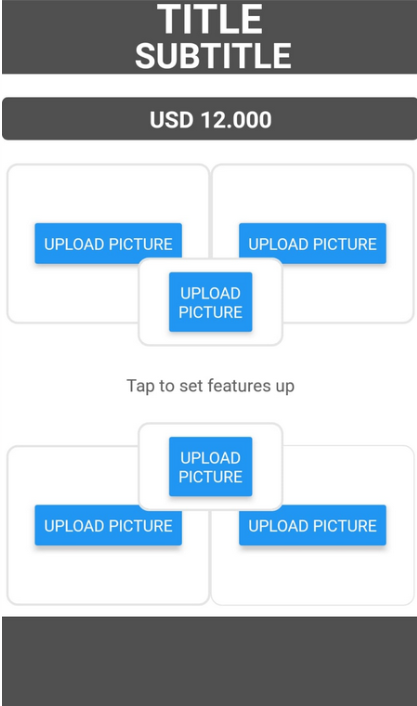 TITLE
SUBTITLE
USD 12.000
UPLOAD PICTURE
UPLOAD PICTURE
UPLOAD
PICTURE
Tap to set features up
UPLOAD
PICTURE
UPLOAD PICTURE
UPLOAD PICTURE